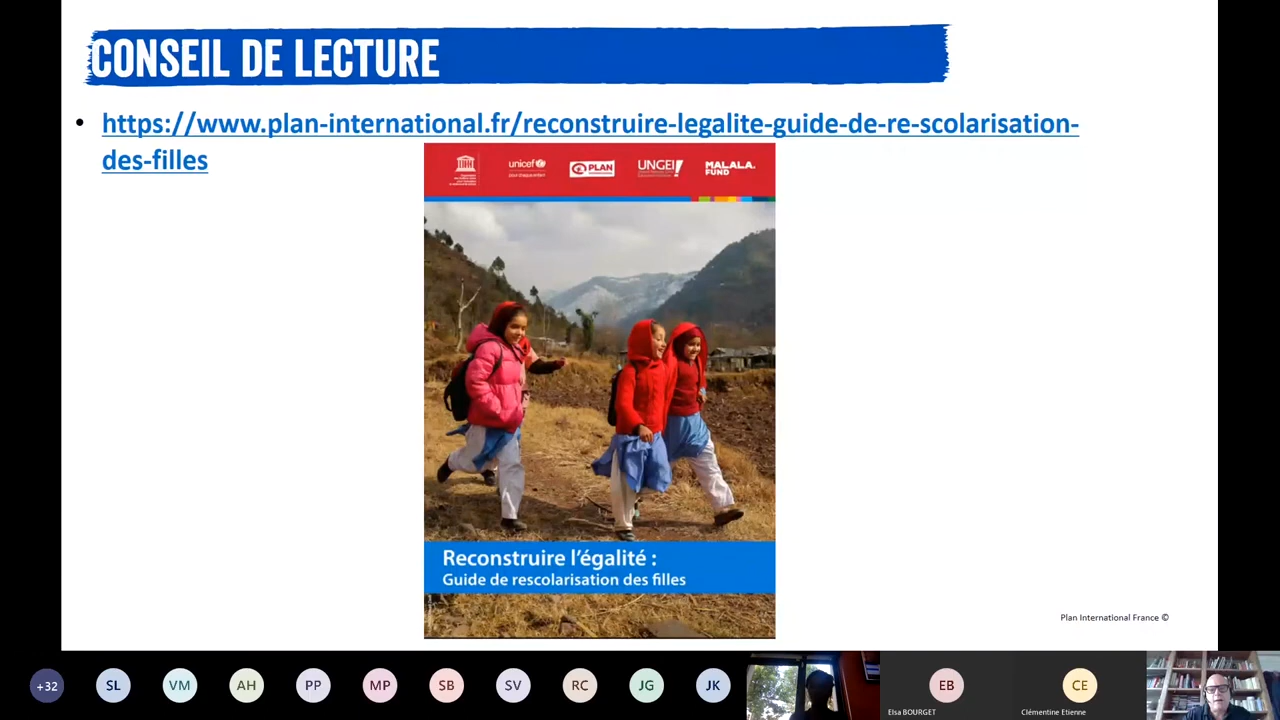 CONSEIL DE LECTURE
• https://www.plan-international.fr/reconstruire-legalite-guide-de-re-scolarisation-
des-filles
unicef
pour chaque enfant
PLAN
UNGEI!
MALALA.
FUND
Reconstruire l'égalité :
Guide de rescolarisation des filles
Plan International France ©
+32
SL
VM
AH
PP
MP
SB
SV
RC
JG
JK
EB
Elsa BOURGET
CE
Clémentine Etienne